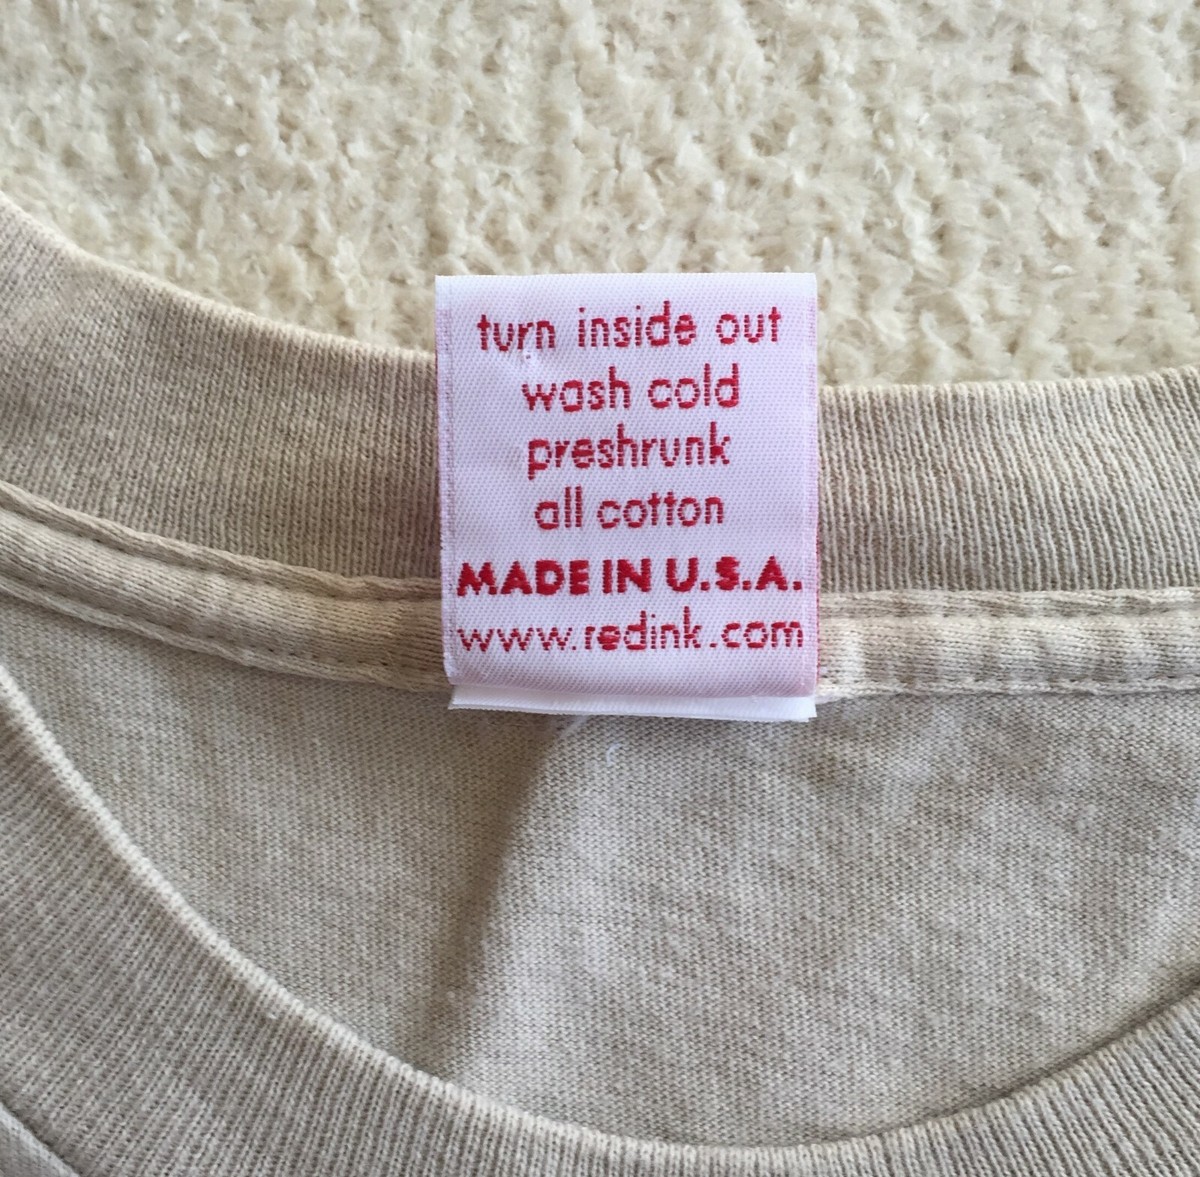 turn inside out
wash cold
preshrunk
all cotton
MADE IN U.S.A.
www.redink.com